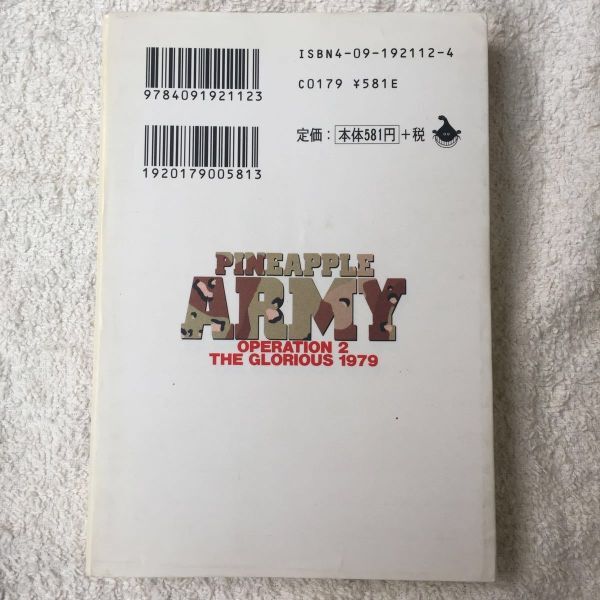 ISBN4-09-192112-4
C0179 ¥581E
9784091921123
定価：本体581円+税
1920179005813
PINEAPPLE
ARMY
OPERATION 2
THE GLORIOUS 1979